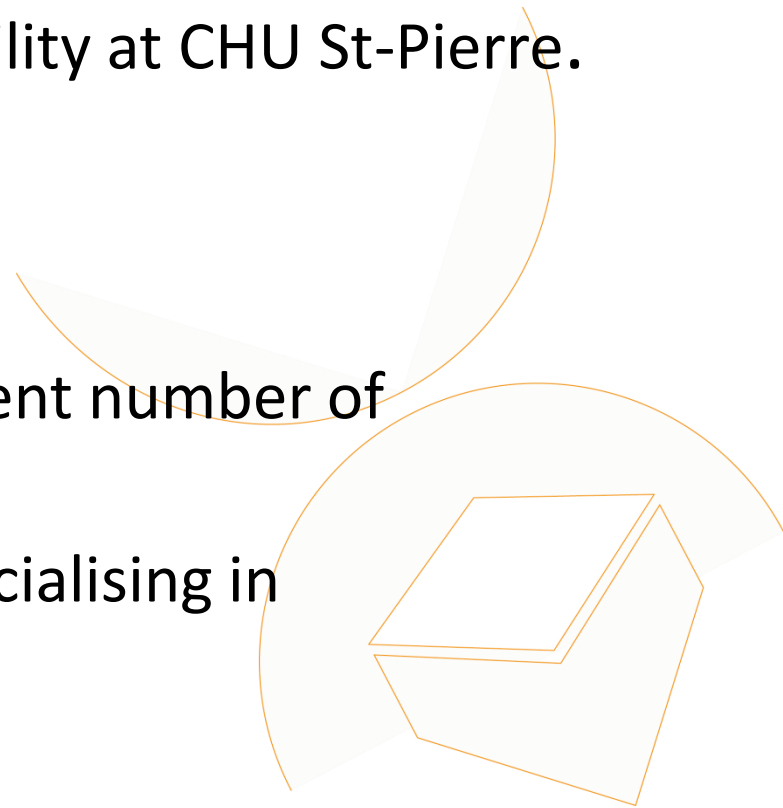 lity at CHU St-Pierre.
ent number of
cialising in